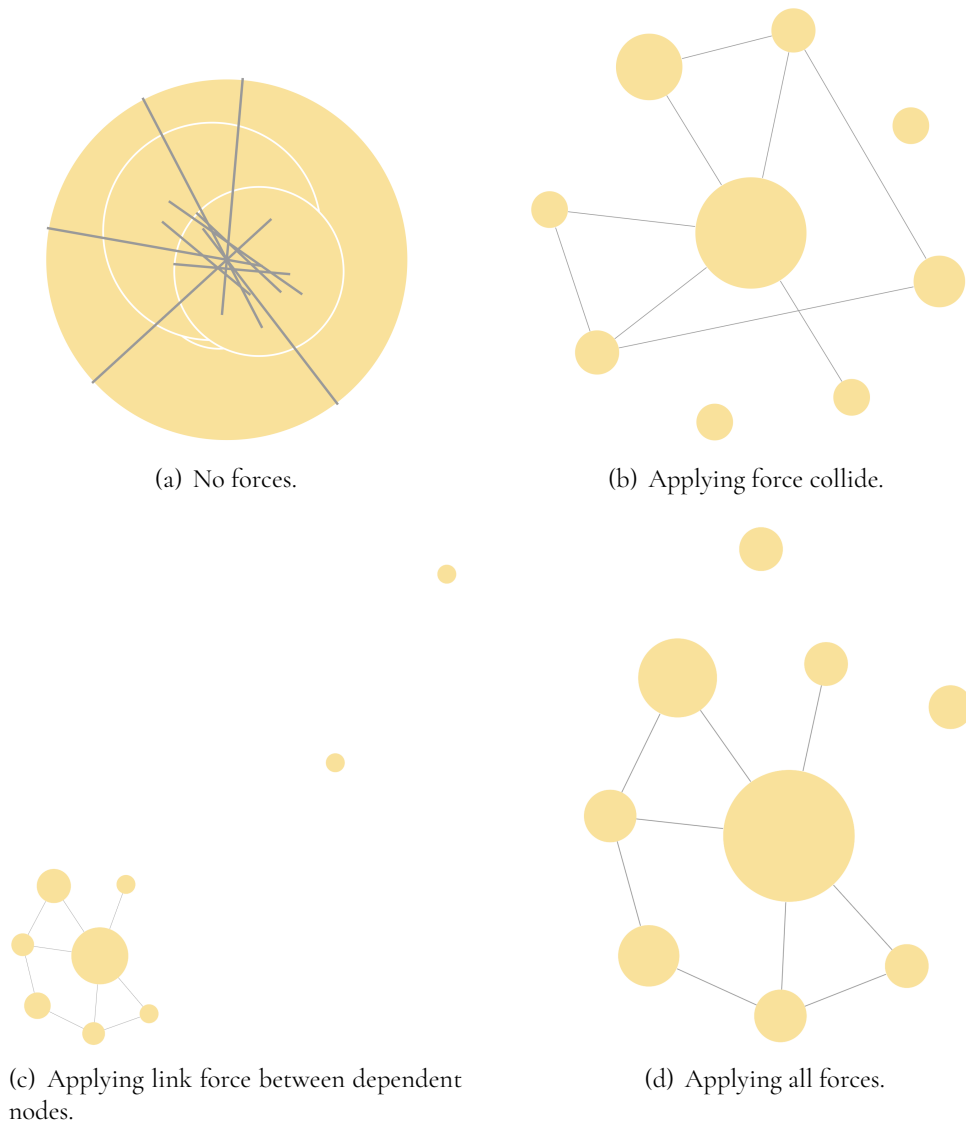 (a) No forces.
(b) Applying force collide.
(c) Applying link force between dependent
nodes.
(d) Applying all forces.